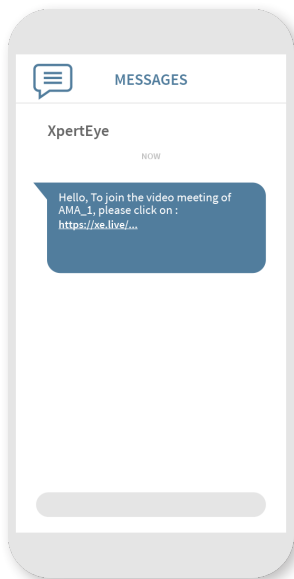 MESSAGES
XpertEye
NOW
Hello, To join the video meeting of
AMA_1, please click on :
https://xe.live/...